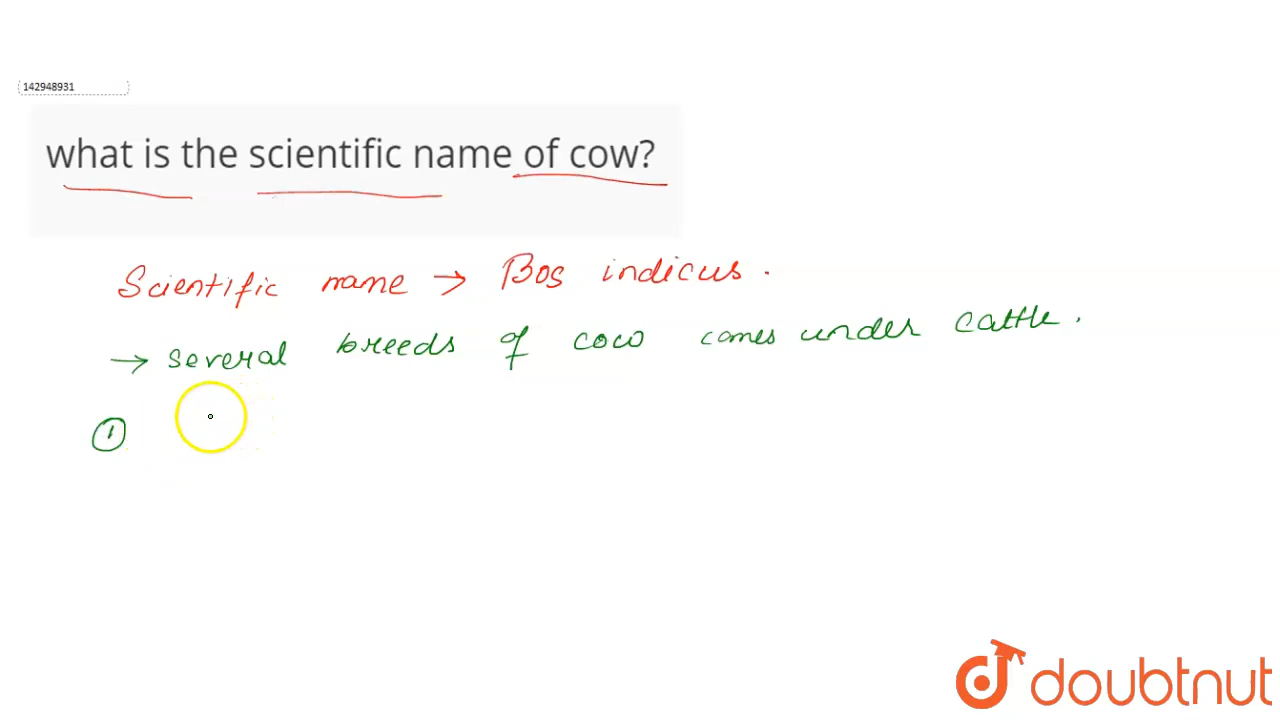 142948931
what is the scientific name of cow?
Scientific name → Bos indicus.
→ several breeds of cow comes under cattle.
①
doubtnut